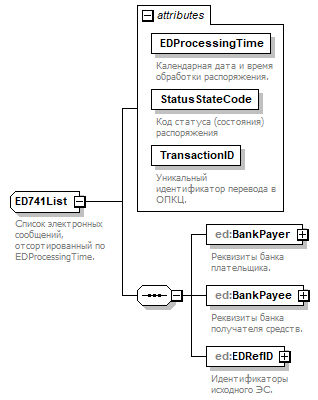 attributes
EDProcessingTime
Календарная дата и время
обработки распоряжения.
StatusStateCode
Код статуса (состояния)
распоряжения
TransactionID
Уникальный
идентификатор перевода в
ОПКЦ.
ED741List
Список электронных
сообщений,
отсортированный по
EDProcessingTime.
ed:BankPayer
Реквизиты банка
плательщика.
ed:BankPayee
Реквизиты банка
получателя средств.
ed:EDRefID
Идентификаторы
исходного ЭС.